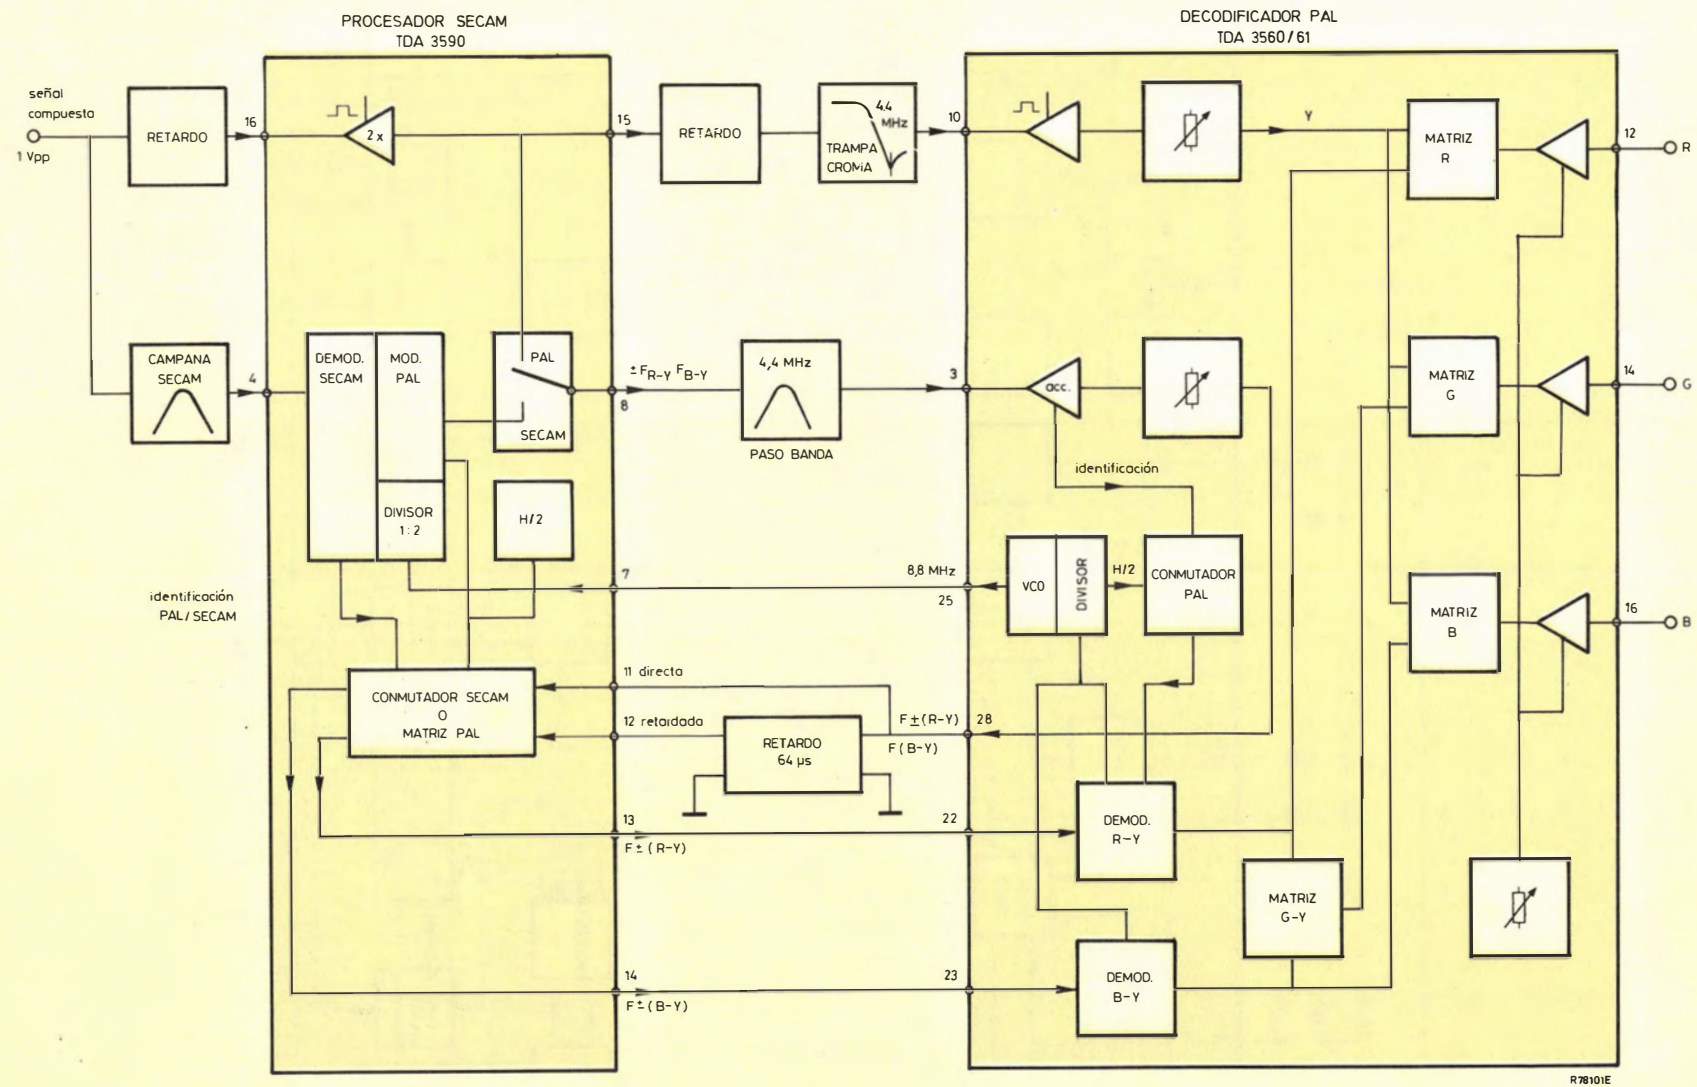 PROCESADOR SECAM
TDA 3590
DECODIFICADOR PAL
TDA 3560/61
señal
compuesta
1 Vpp
RETARDO
16
2 x
15
RETARDO
4.4
MHz
TRAMPA
CROMA
10
Y
MATRIZ
R
12
R
CAMPANA
SECAM
4
DEMOD.
SECAM
MOD.
PAL
DIVISOR
1:2
PAL
SECAM
H/2
± F R-Y F B-Y
8
4,4 MHz
PASO BANDA
3
acc.
identificación
MATRIZ
G
14
G
VCO
DIVISOR
H/2
CONMUTADOR
PAL
MATRIZ
B
16
B
7
8,8 MHz
25
identificación
PAL/SECAM
CONMUTADOR SECAM
O
MATRIZ PAL
11 directa
12 retardada
RETARDO
64 µs
F±(R-Y)
F(B-Y)
28
13
F±(R-Y)
22
DEMOD.
R-Y
MATRIZ
G-Y
14
F±(B-Y)
23
DEMOD.
B-Y
R78101E